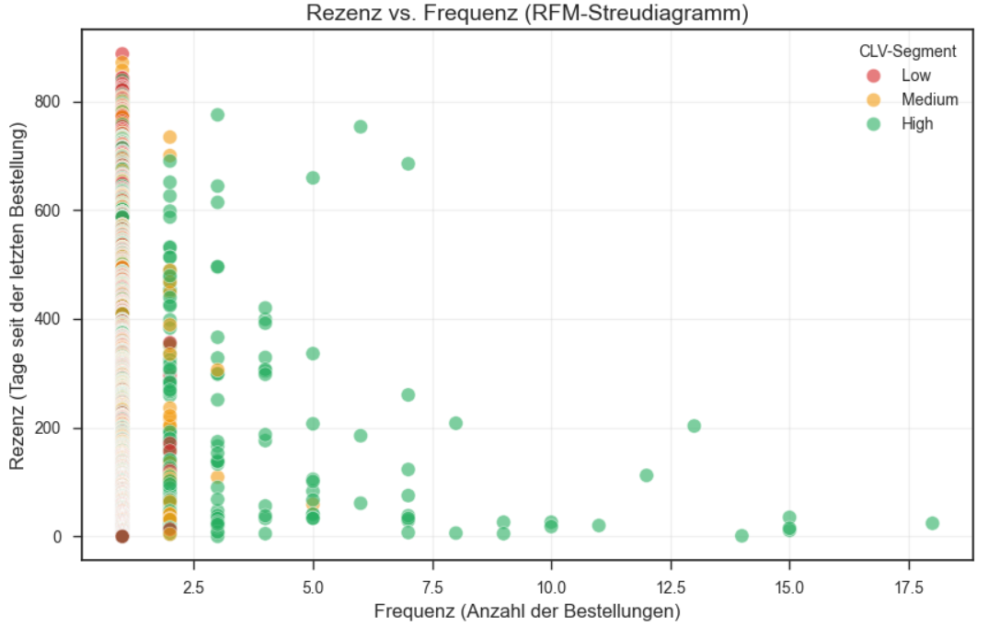 Rezenz vs. Frequenz (RFM-Streudiagramm)
CLV-Segment
Low
Medium
High
Rezenz (Tage seit der letzten Bestellung)
800
600
400
200
0
2.5
5.0
7.5
10.0
12.5
15.0
17.5
Frequenz (Anzahl der Bestellungen)